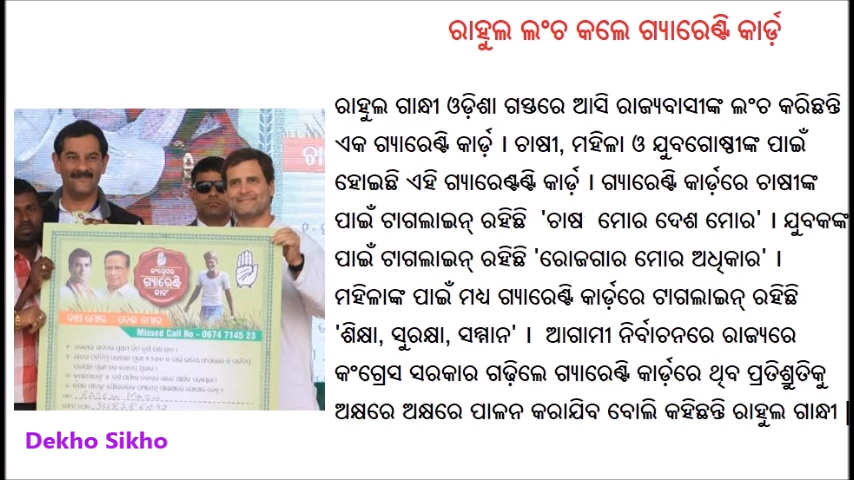 ରାହୁଲ ଲଂଚ କଲେ ଗ୍ୟାରେଣ୍ଟି କାର୍ଡ଼
ରାହୁଲ ଗାନ୍ଧୀ ଓଡ଼ିଶା ଗସ୍ତରେ ଆସି ରାଜ୍ୟବାସୀଙ୍କ ଲଂଚ କରିଛନ୍ତି
ଏକ ଗ୍ୟାରେଣ୍ଟି କାର୍ଡ଼ । ଚାଷୀ, ମହିଳା ଓ ଯୁବଗୋଷ୍ଠୀଙ୍କ ପାଇଁ
ହୋଇଛି ଏହି ଗ୍ୟାରେଣ୍ଟଣ୍ଟି କାର୍ଡ଼ । ଗ୍ୟାରେଣ୍ଟି କାର୍ଡ଼ରେ ଚାଷୀଙ୍କ
ପାଇଁ ଟାଗଲାଇନ୍ ରହିଛି 'ଚାଷ ମୋର ଦେଶ ମୋର' । ଯୁବକଙ୍କ
ପାଇଁ ଟାଗଲାଇନ୍ ରହିଛି 'ରୋଜଗାର ମୋର ଅଧିକାର' ।
ମହିଳାଙ୍କ ପାଇଁ ମଧ୍ୟ ଗ୍ୟାରେଣ୍ଟି କାର୍ଡ଼ରେ ଟାଗଲାଇନ୍ ରହିଛି
'ଶିକ୍ଷା, ସୁରକ୍ଷା, ସମ୍ମାନ' । ଆଗାମୀ ନିର୍ବାଚନରେ ରାଜ୍ୟରେ
କଂଗ୍ରେସ ସରକାର ଗଢ଼ିଲେ ଗ୍ୟାରେଣ୍ଟି କାର୍ଡ଼ରେ ଥିବ ପ୍ରତିଶ୍ରୁତିକୁ
ଅକ୍ଷରେ ଅକ୍ଷରେ ପାଳନ କରାଯିବ ବୋଲି କହିଛନ୍ତି ରାହୁଲ ଗାନ୍ଧୀ |
କଂଗ୍ରେସର
ଗ୍ୟାରେଣ୍ଟି
କାର୍ଡ
ଚାଷ ମୋର ଦେଶ ମୋର
Missed Call No - 0674 7145 23
Dekho Sikho